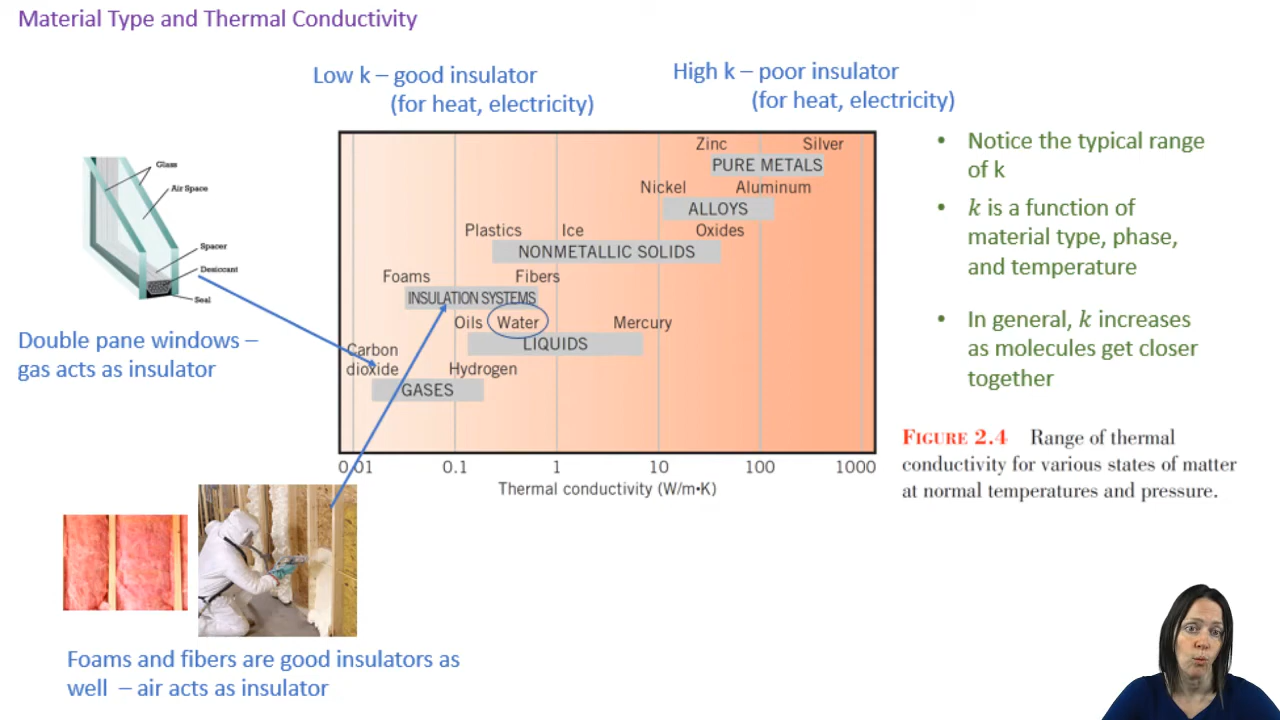 Material Type and Thermal Conductivity
Low k – good insulator
(for heat, electricity)
High k – poor insulator
(for heat, electricity)
Glass
Air Space
Spacer
Desiccant
Seal
Double pane windows –
gas acts as insulator
Zinc Silver
PURE METALS
Nickel Aluminum
ALLOYS
Plastics Ice Oxides
NONMETALLIC SOLIDS
Foams Fibers
INSULATION SYSTEMS
Oils Water Mercury
LIQUIDS
Carbon
dioxide Hydrogen
GASES
0.01 0.1 1 10 100 1000
Thermal conductivity (W/m•K)
• Notice the typical range
of k
• k is a function of
material type, phase,
and temperature
• In general, k increases
as molecules get closer
together
FIGURE 2.4 Range of thermal
conductivity for various states of matter
at normal temperatures and pressure.
Foams and fibers are good insulators as
well – air acts as insulator